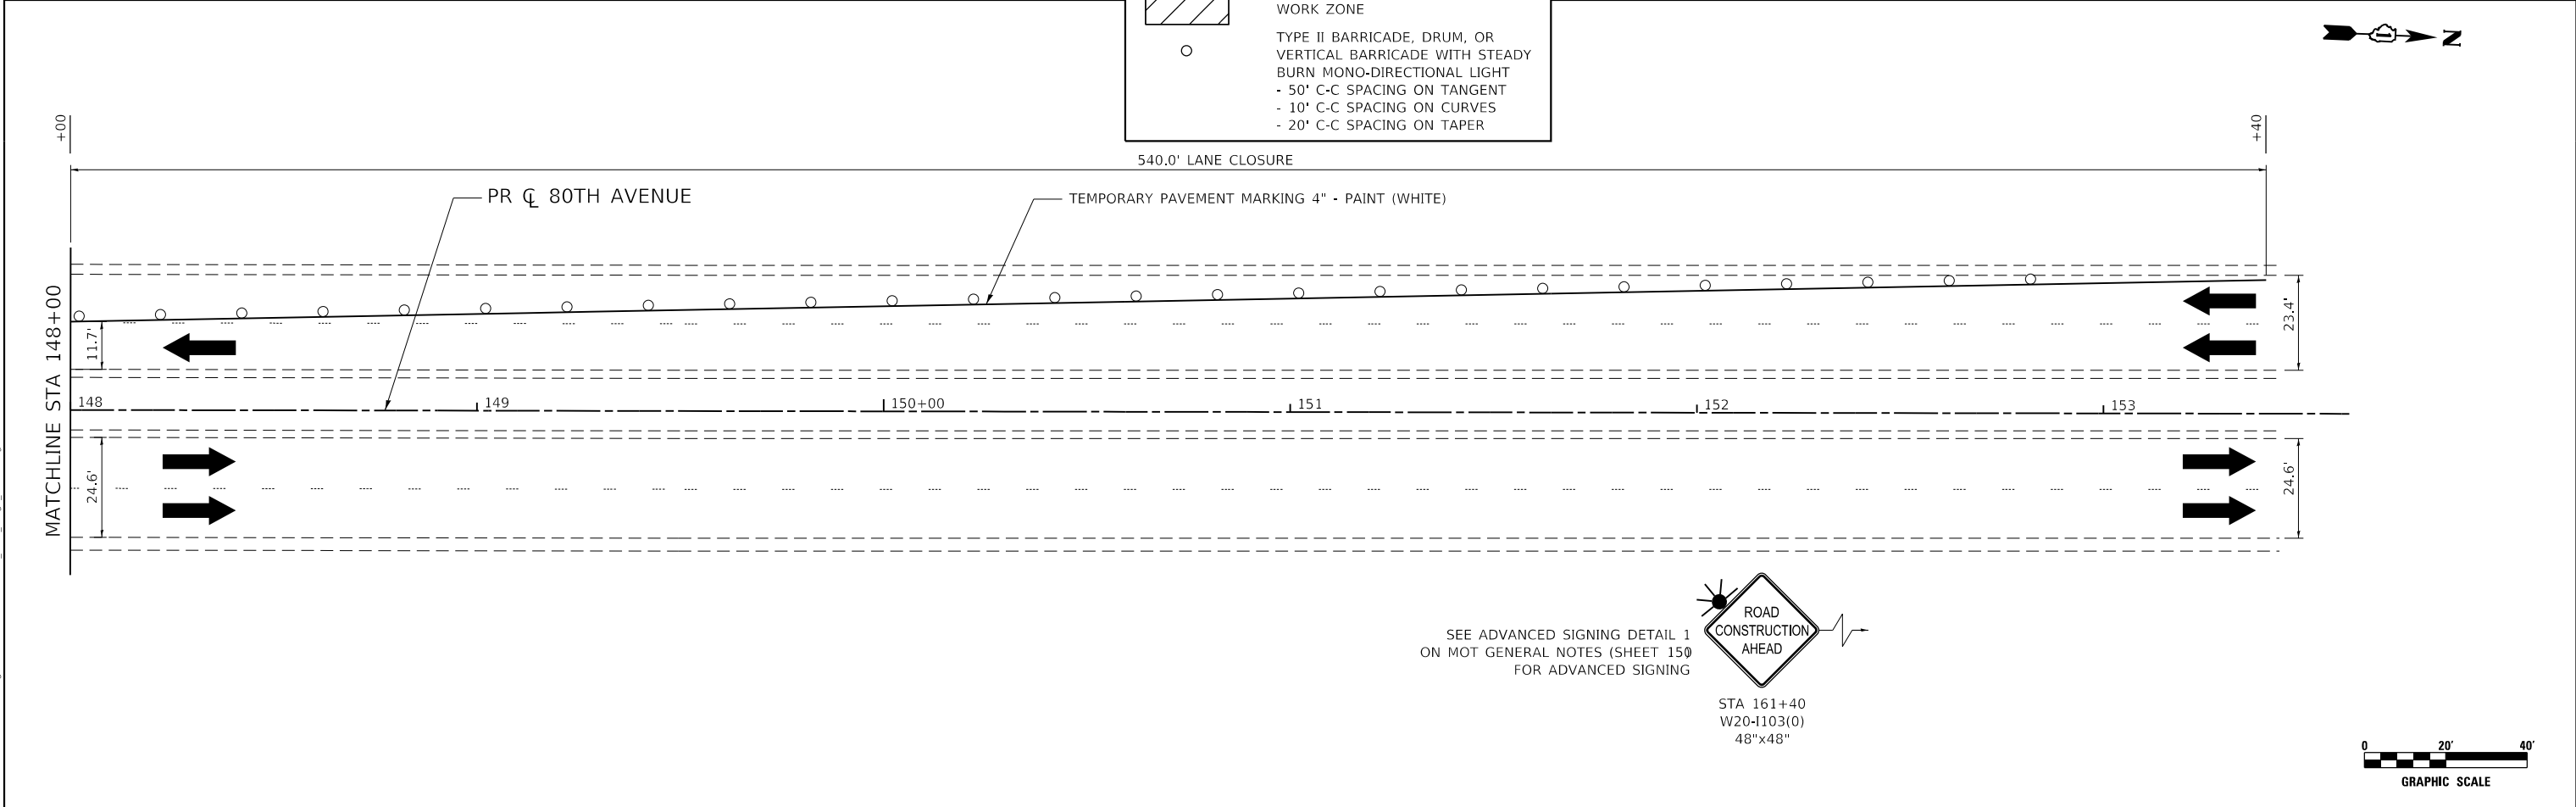 WORK ZONE
TYPE II BARRICADE, DRUM, OR
VERTICAL BARRICADE WITH STEADY
BURN MONO-DIRECTIONAL LIGHT
- 50' C-C SPACING ON TANGENT
- 10' C-C SPACING ON CURVES
- 20' C-C SPACING ON TAPER
N
+00
+40
540.0' LANE CLOSURE
PR ℄ 80TH AVENUE
TEMPORARY PAVEMENT MARKING 4" - PAINT (WHITE)
MATCHLINE STA 148+00
11.7'
23.4'
148
149
150+00
151
152
153
24.6'
24.6'
ROAD
CONSTRUCTION
AHEAD
SEE ADVANCED SIGNING DETAIL 1
ON MOT GENERAL NOTES (SHEET 150)
FOR ADVANCED SIGNING
STA 161+40
W20-I103(0)
48"x48"
0 20' 40'
GRAPHIC SCALE